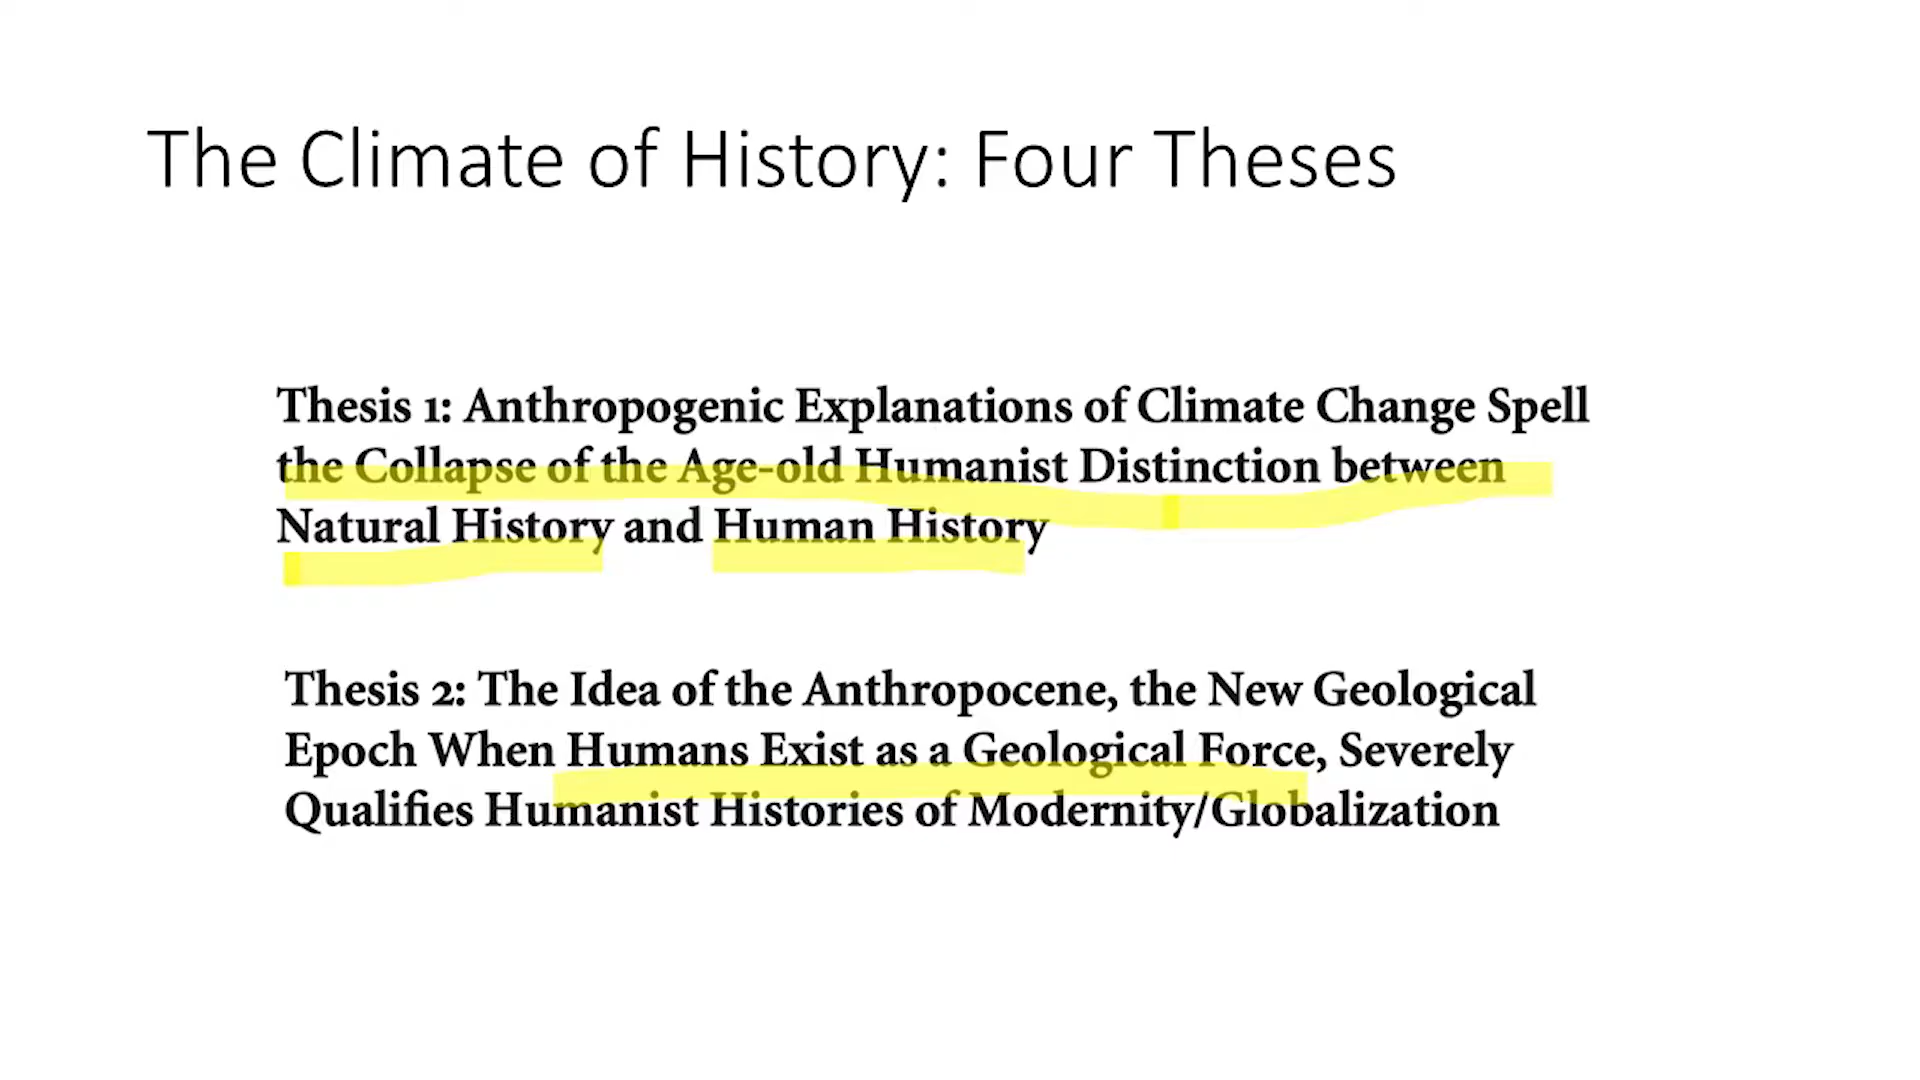 The Climate of History: Four Theses
Thesis 1: Anthropogenic Explanations of Climate Change Spell
the Collapse of the Age-old Humanist Distinction between
Natural History and Human History
Thesis 2: The Idea of the Anthropocene, the New Geological
Epoch When Humans Exist as a Geological Force, Severely
Qualifies Humanist Histories of Modernity/Globalization